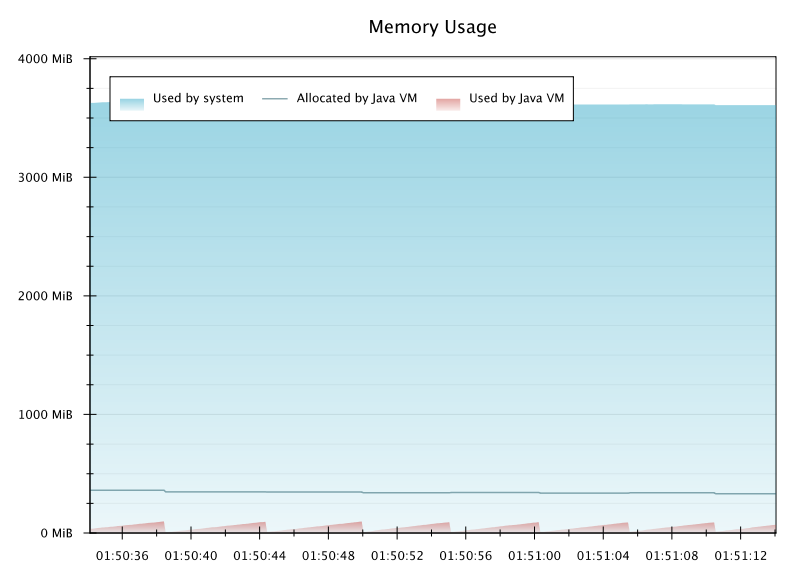 Memory Usage
4000 MiB
Used by system Allocated by Java VM Used by Java VM
3000 MiB
2000 MiB
1000 MiB
0 MiB
01:50:36 01:50:40 01:50:44 01:50:48 01:50:52 01:50:56 01:51:00 01:51:04 01:51:08 01:51:12